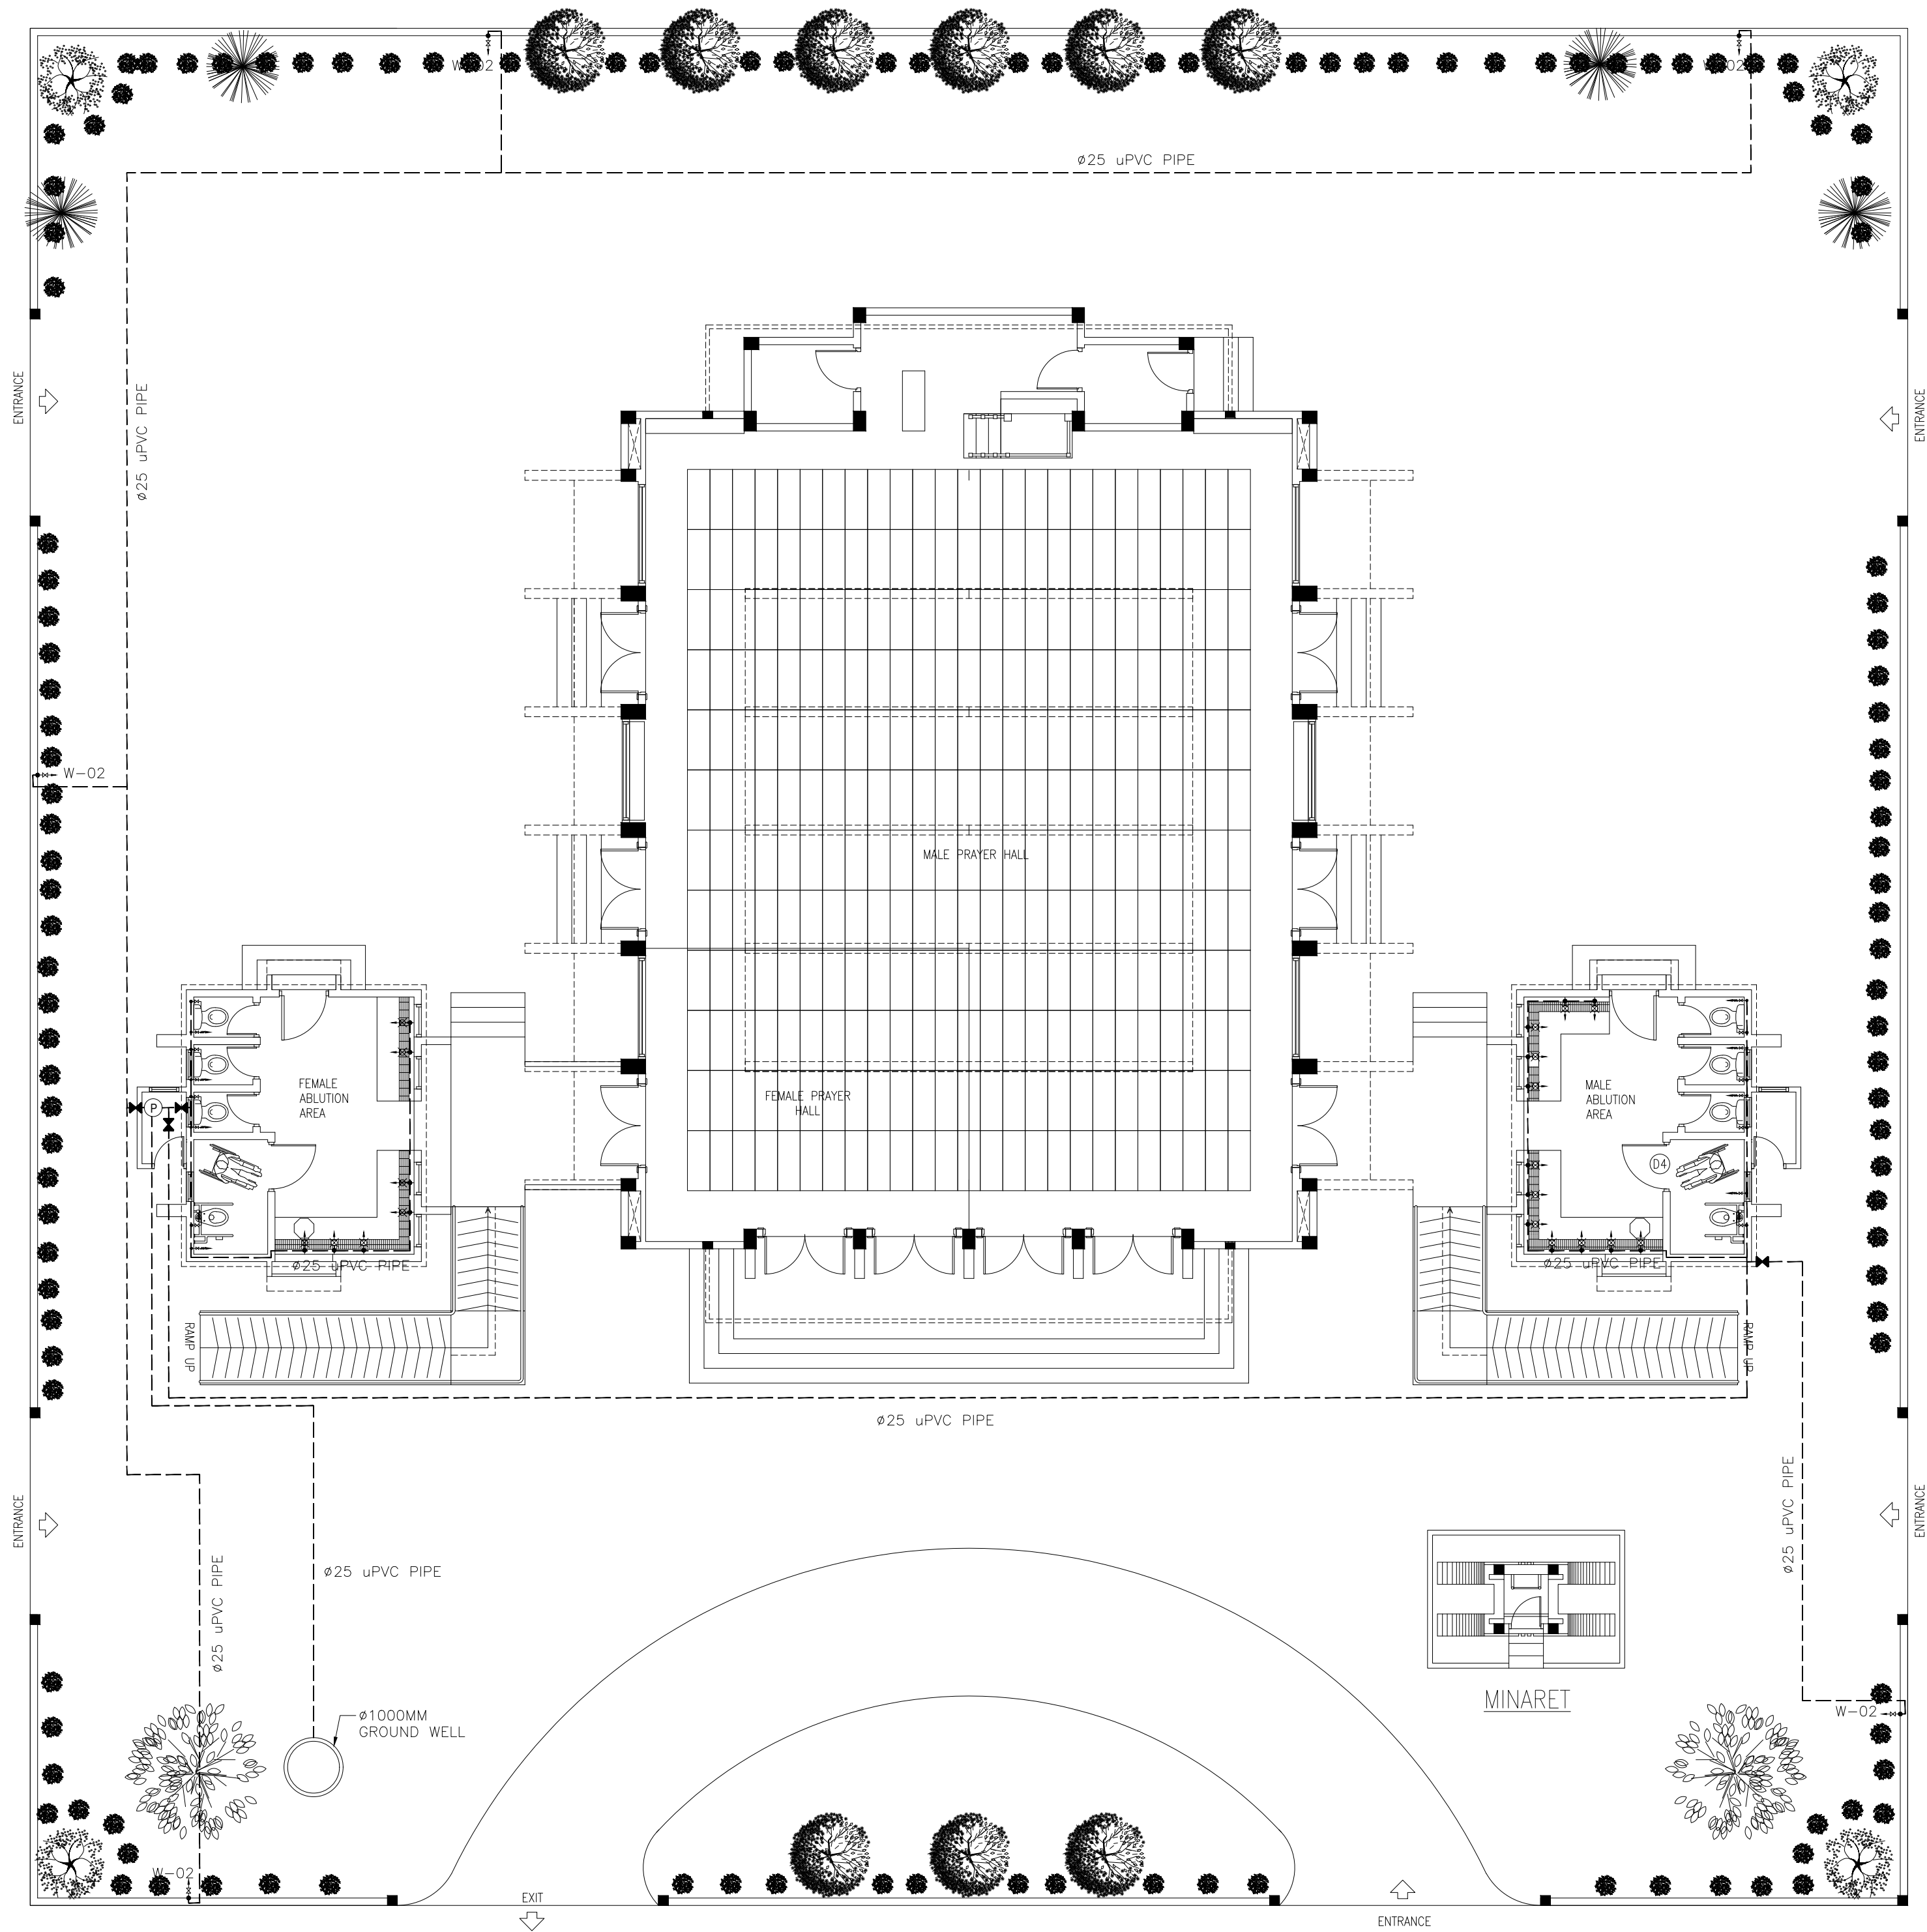 W-02
W-02
ø25 uPVC PIPE
ENTRANCE
ø25 uPVC PIPE
ENTRANCE
W-02
MALE PRAYER HALL
FEMALE
ABLUTION
AREA
P
FEMALE PRAYER
HALL
MALE
ABLUTION
AREA
D4
ø25 uPVC PIPE
ø25 uPVC PIPE
RAMP UP
RAMP UP
ø25 uPVC PIPE
ENTRANCE
ø25 uPVC PIPE
ø25 uPVC PIPE
ø25 uPVC PIPE
ENTRANCE
MINARET
ø1000MM
GROUND WELL
W-02
W-02
EXIT
ENTRANCE